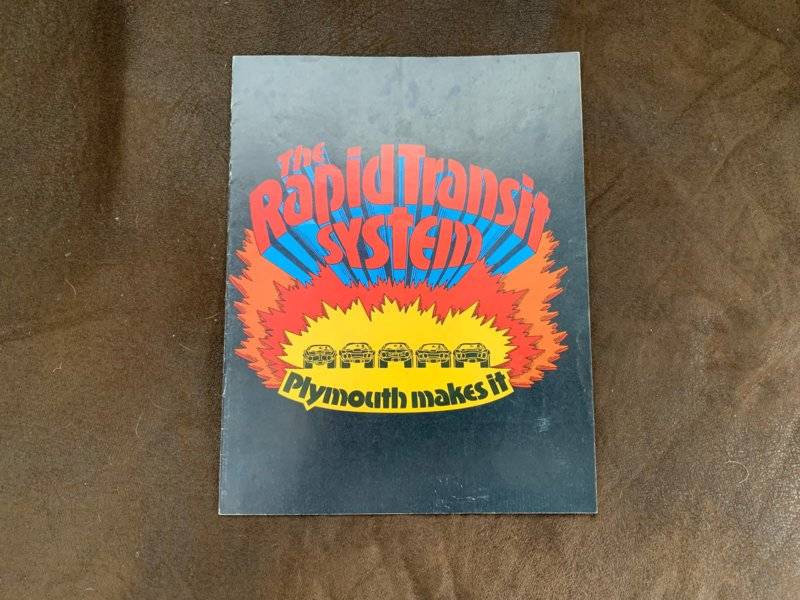 The
Rapid Transit
System
Plymouth makes it